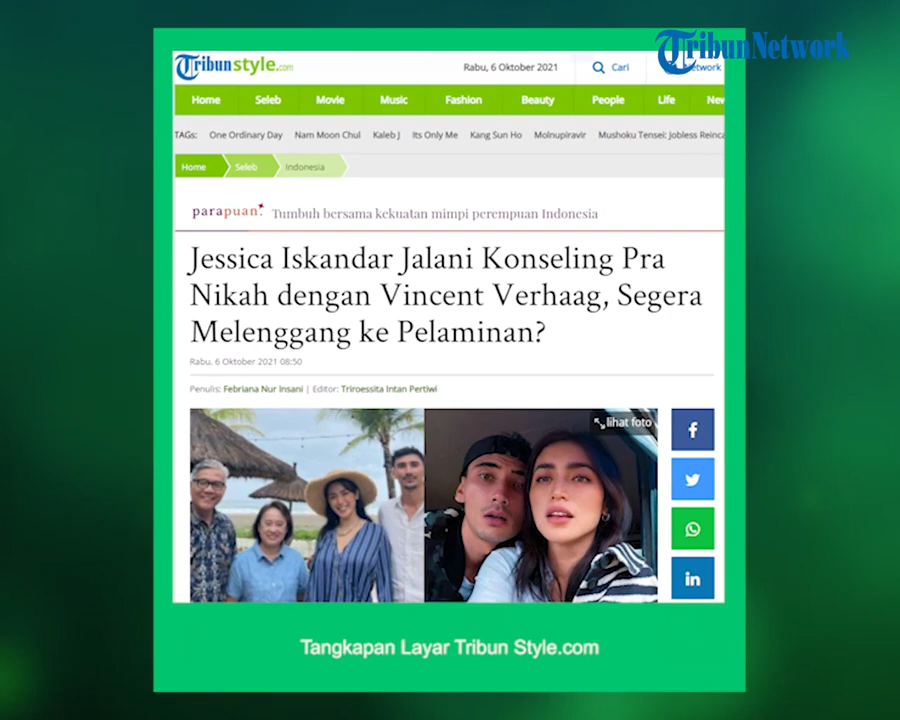 TribunNetwork
Tribunstyle.com
Rabu, 6 Oktober 2021
Cari
etwork
Home Seleb Movie Music Fashion Beauty People Life New
TAGs: One Ordinary Day Nam Moon Chul Kaleb J Its Only Me Kang Sun Ho Molnupiravir Mushoku Tensei: Jobless Reinca
Home Seleb Indonesia
parapuan. Tumbuh bersama kekuatan mimpi perempuan Indonesia
Jessica Iskandar Jalani Konseling Pra
Nikah dengan Vincent Verhaag, Segera
Melenggang ke Pelaminan?
Rabu, 6 Oktober 2021 08:50
Penulis: Febriana Nur Insani | Editor: Triroessita Intan Pertiwi
lihat foto
Tangkapan Layar Tribun Style.com